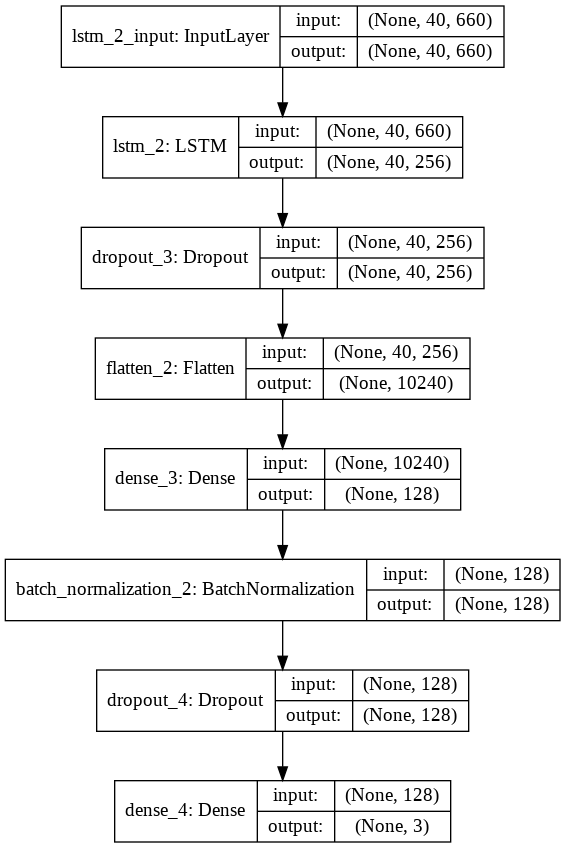 lstm_2_input: InputLayer
input: (None, 40, 660)
output: (None, 40, 660)
lstm_2: LSTM
input: (None, 40, 660)
output: (None, 40, 256)
dropout_3: Dropout
input: (None, 40, 256)
output: (None, 40, 256)
flatten_2: Flatten
input: (None, 40, 256)
output: (None, 10240)
dense_3: Dense
input: (None, 10240)
output: (None, 128)
batch_normalization_2: BatchNormalization
input: (None, 128)
output: (None, 128)
dropout_4: Dropout
input: (None, 128)
output: (None, 128)
dense_4: Dense
input: (None, 128)
output: (None, 3)